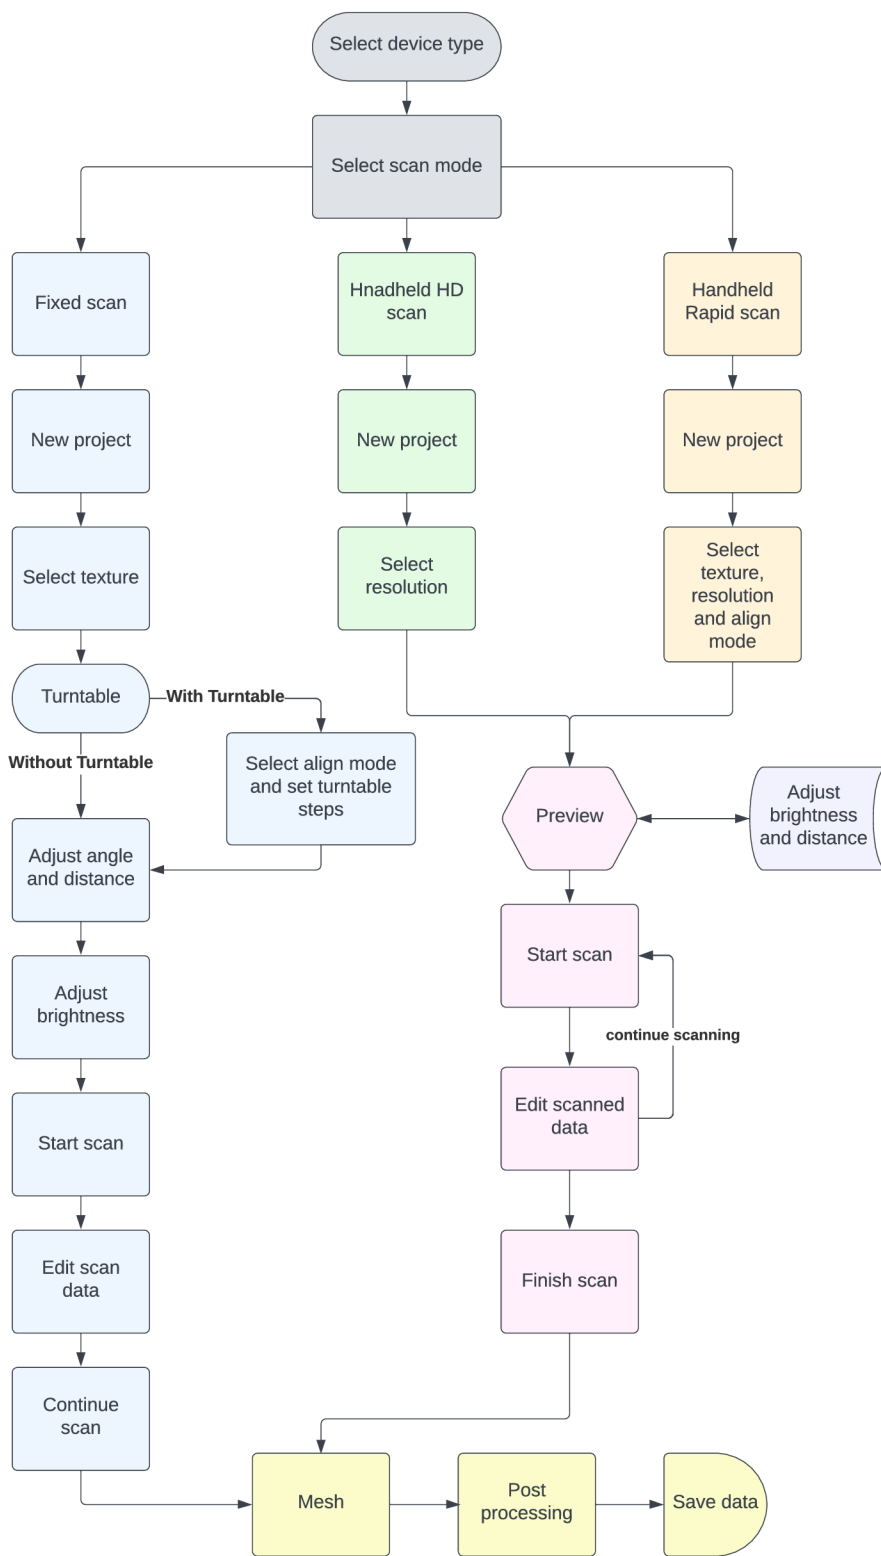 Select device type
Select scan mode
Fixed scan
Hnadheld HD
scan
Handheld
Rapid scan
New project
New project
New project
Select texture
Select
resolution
Select
texture,
resolution
and align
mode
Turntable
With Turntable
Without Turntable
Select align mode
and set turntable
steps
Preview
Adjust
brightness
and distance
Adjust angle
and distance
Start scan
Adjust
brightness
continue scanning
Edit scanned
data
Start scan
Edit scan
data
Finish scan
Continue
scan
Mesh
Post
processing
Save data